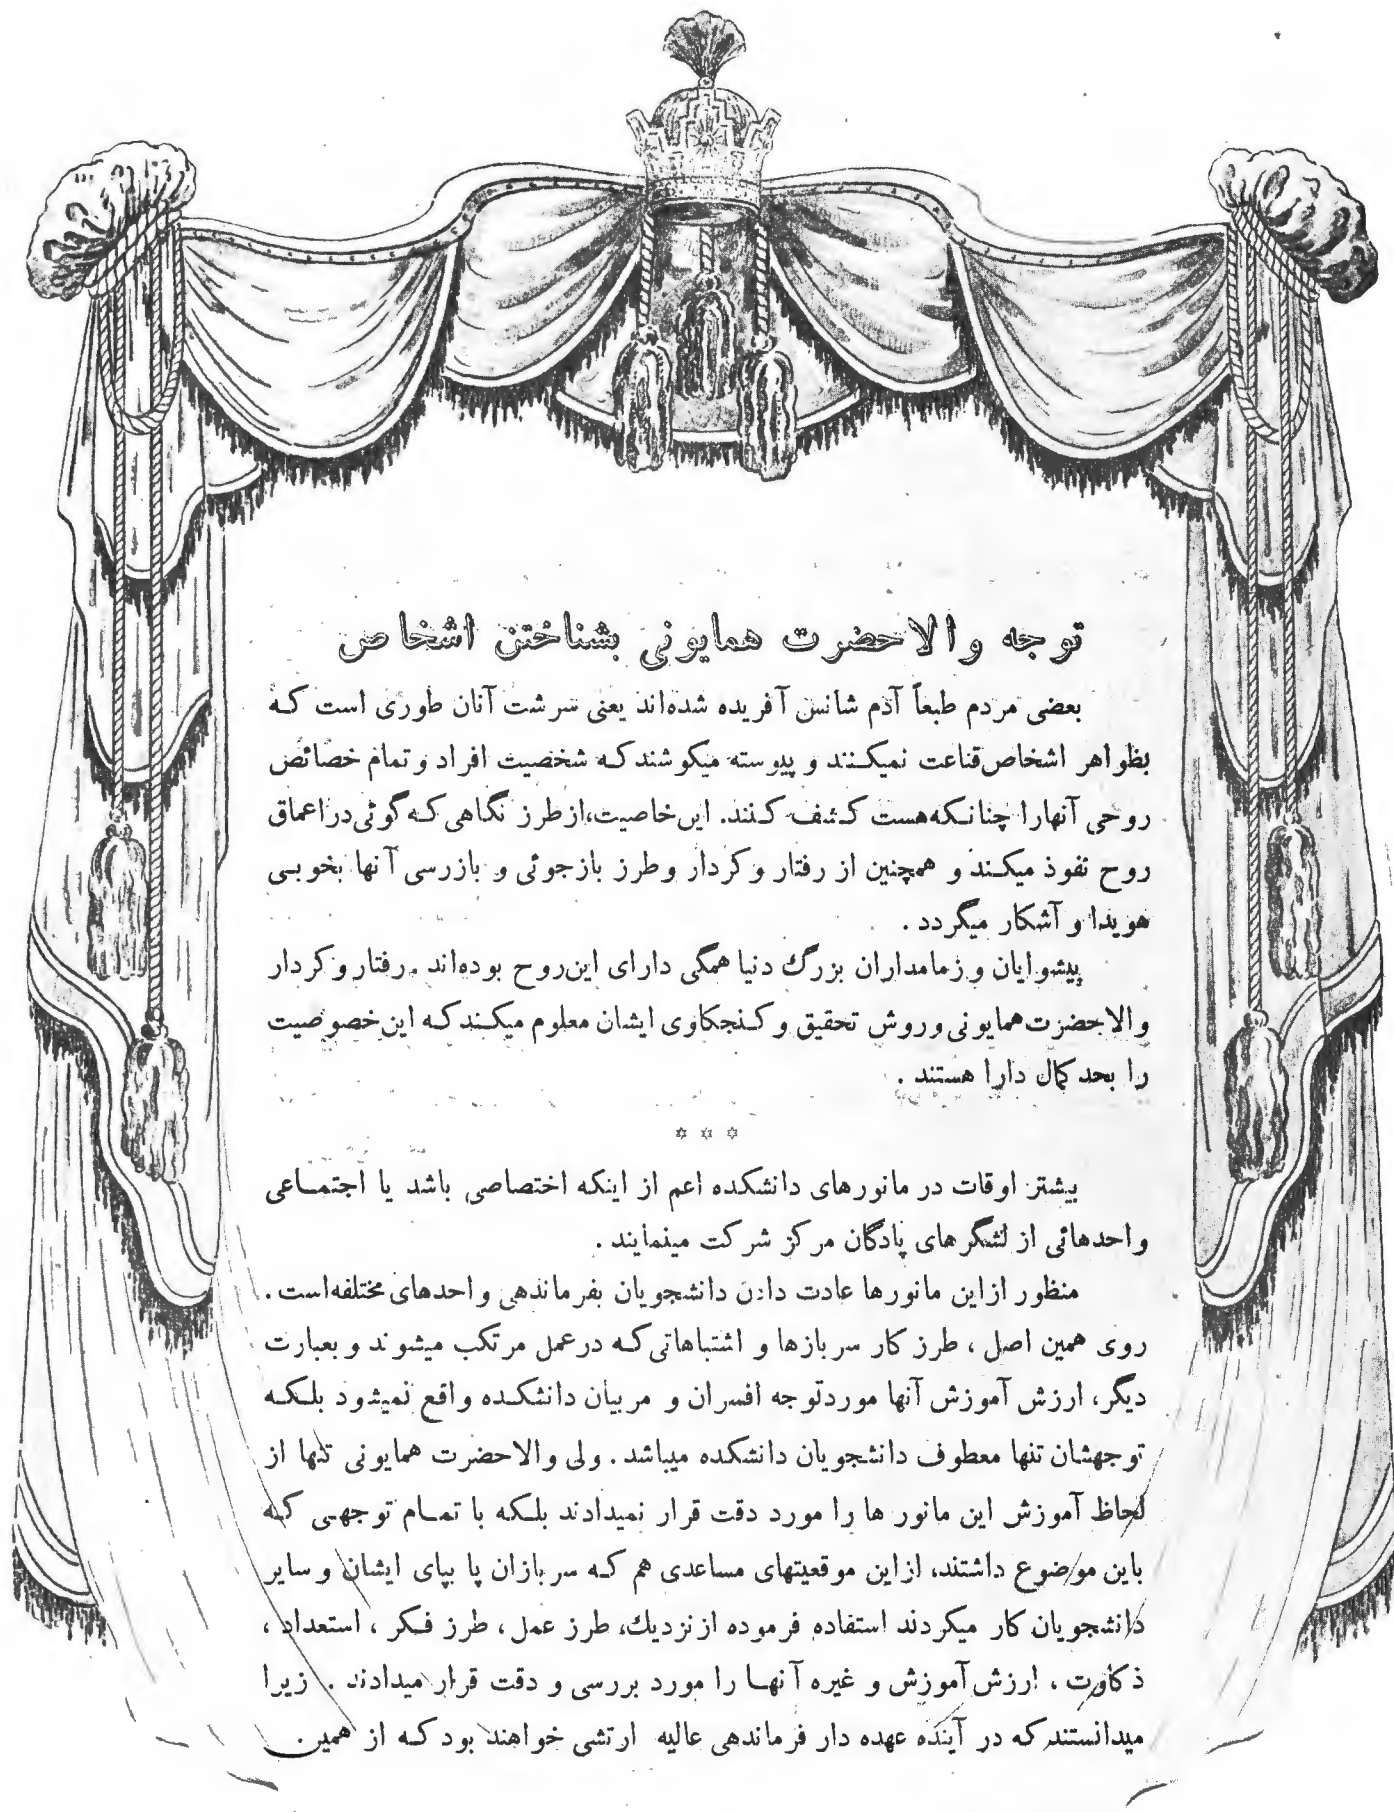 توجه والاحضرت همایونی بشناختن اشخاص
بعضی مردم طبعاً آدم شناس آفریده شده‌اند یعنی سرشت آنان طوری است که
بظواهر اشخاص قناعت نمیکنند و پیوسته میکوشند که شخصیت افراد و تمام خصائص
روحی آنهارا چنانکه هست کشف کنند. این خاصیت، از طرز نگاهی که گوئی در اعماق
روح نفوذ میکند و همچنین از رفتار و کردار و طرز بازجوئی و بازرسی آنها بخوبی
هویدا و آشکار میگردد .
پیشوایان و زمامداران بزرگ دنیا همگی دارای این روح بوده‌اند . رفتار و کردار
والاحضرت همایونی و روش تحقیق و کنجکاوی ایشان معلوم میکند که این خصوصیت
را بحد کمال دارا هستند .
✡ ✡ ✡
بیشتر اوقات در مانورهای دانشکده اعم از اینکه اختصاصی باشد یا اجتماعی
واحدهائی از لشگرهای پادگان مرکز شرکت مینمایند .
منظور از این مانورها عادت دادن دانشجویان بفرماندهی واحدهای مختلفه است .
روی همین اصل ، طرز کار سربازها و اشتباهاتی که در عمل مرتکب میشوند و بعبارت
دیگر، ارزش آموزش آنها مورد توجه افسران و مربیان دانشکده واقع نمیشود بلکه
توجهشان تنها معطوف دانشجویان دانشکده میباشد . ولی والاحضرت همایونی تنها از
لحاظ آموزش این مانور ها را مورد دقت قرار نمیدادند بلکه با تمام توجهی که
باین موضوع داشتند، از این موقعیتهای مساعدی هم که سربازان پا بپای ایشان و سایر
دانشجویان کار میکردند استفاده فرموده از نزدیك، طرز عمل ، طرز فکر ، استعداد ،
ذکاوت ، ارزش آموزش و غیره آنها را مورد بررسی و دقت قرار میدادند . زیرا
میدانستند که در آینده عهده دار فرماندهی عالیه ارتشی خواهند بود که از همین